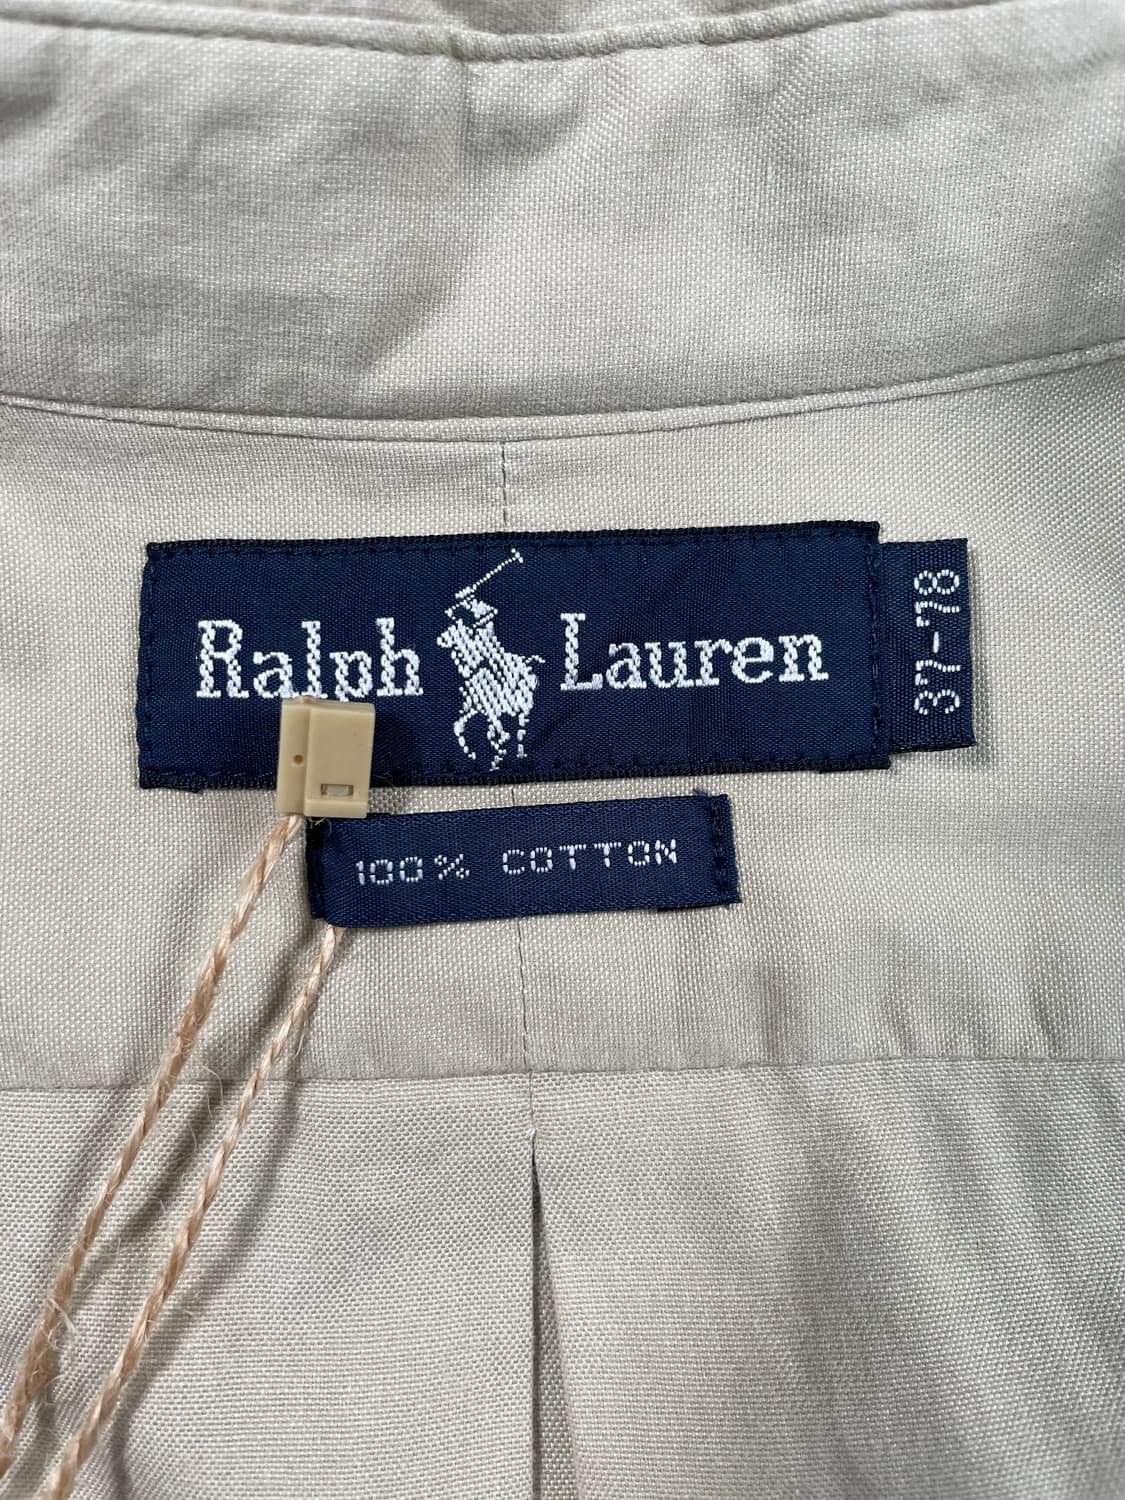 Ralph Lauren
37-78
100% COTTON